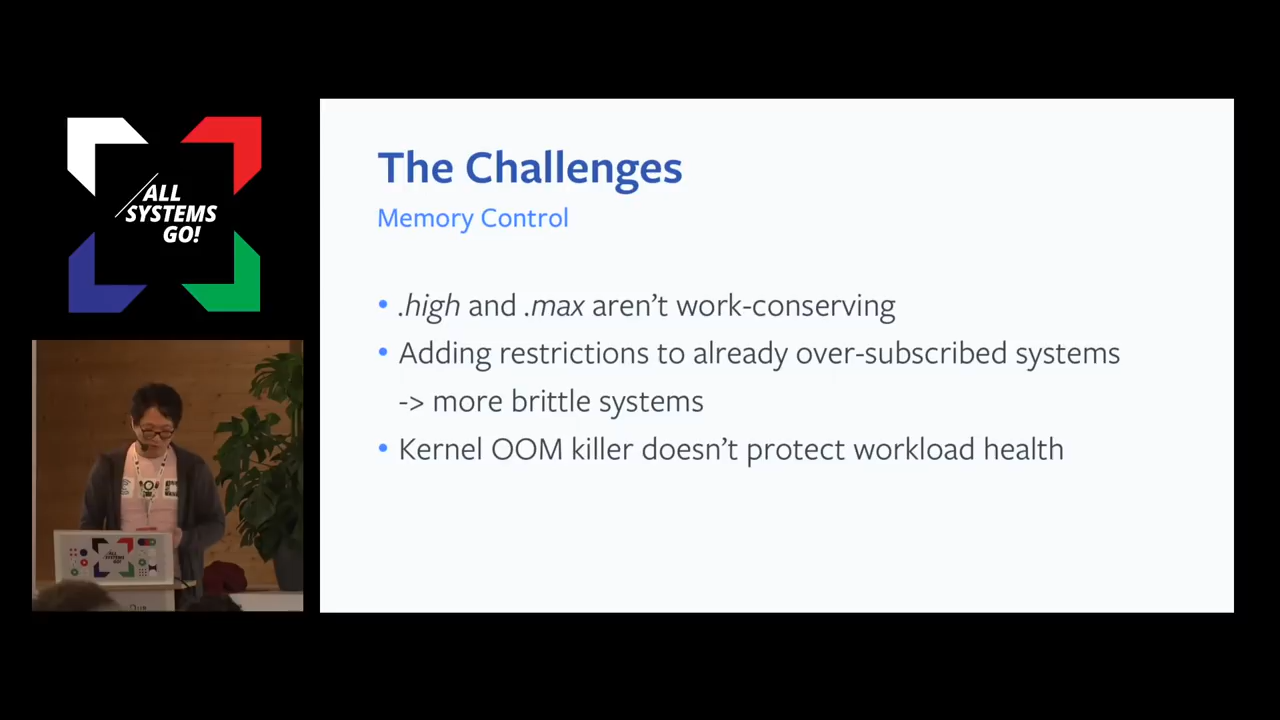 ALL
SYSTEMS
GO!
The Challenges
Memory Control
• .high and .max aren’t work-conserving
• Adding restrictions to already over-subscribed systems
-> more brittle systems
• Kernel OOM killer doesn’t protect workload health